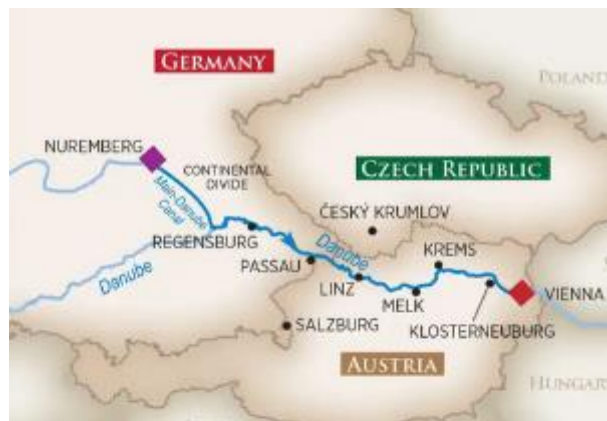 GERMANY
POLAND
NUREMBERG
CONTINENTAL
DIVIDE
CZECH REPUBLIC
Main-Danube
Canal
ČESKÝ KRUMLOV
REGENSBURG
Danube
KREMS
PASSAU
Danube
LINZ
MELK
VIENNA
SALZBURG
KLOSTERNEUBURG
AUSTRIA
HUNGAR